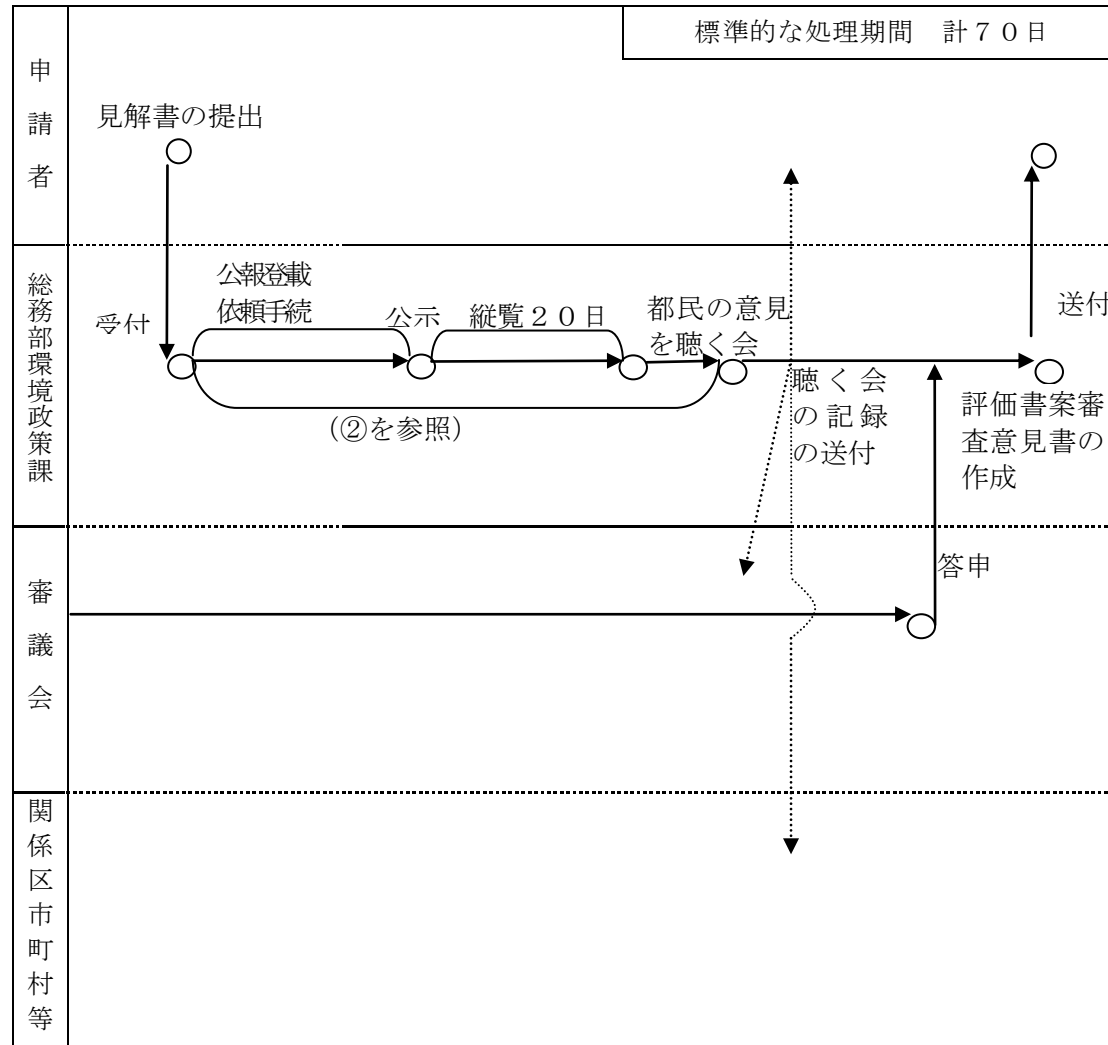 標準的な処理期間　計７０日
申請者
見解書の提出
総務部環境政策課
受付
公報登載
依頼手続
公示
縦覧２０日
都民の意見
を聴く会
（②を参照）
聴く会
の記録
の送付
送付
評価書案審
査意見書の
作成
審議会
答申
関係区市町村等